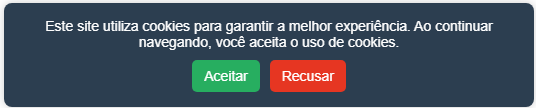 Este site utiliza cookies para garantir a melhor experiência. Ao continuar
navegando, você aceita o uso de cookies.
Aceitar Recusar